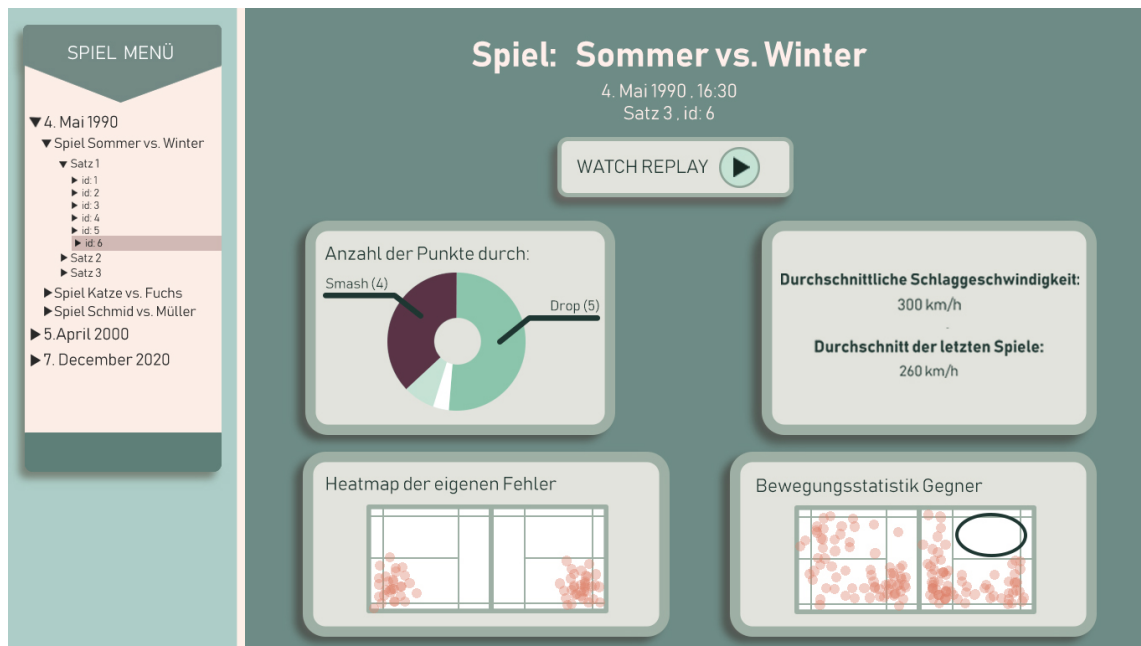 SPIEL MENÜ
4. Mai 1990
Spiel Sommer vs. Winter
Satz 1
id: 1
id: 2
id: 3
id: 4
id: 5
id: 6
Satz 2
Satz 3
Spiel Katze vs. Fuchs
Spiel Schmid vs. Müller
5.April 2000
7. December 2020
Spiel: Sommer vs. Winter
4. Mai 1990 , 16:30
Satz 3 , id: 6
WATCH REPLAY
Anzahl der Punkte durch:
Smash (4)
Drop (5)
Durchschnittliche Schlaggeschwindigkeit:
300 km/h
Durchschnitt der letzten Spiele:
260 km/h
Heatmap der eigenen Fehler
Bewegungsstatistik Gegner